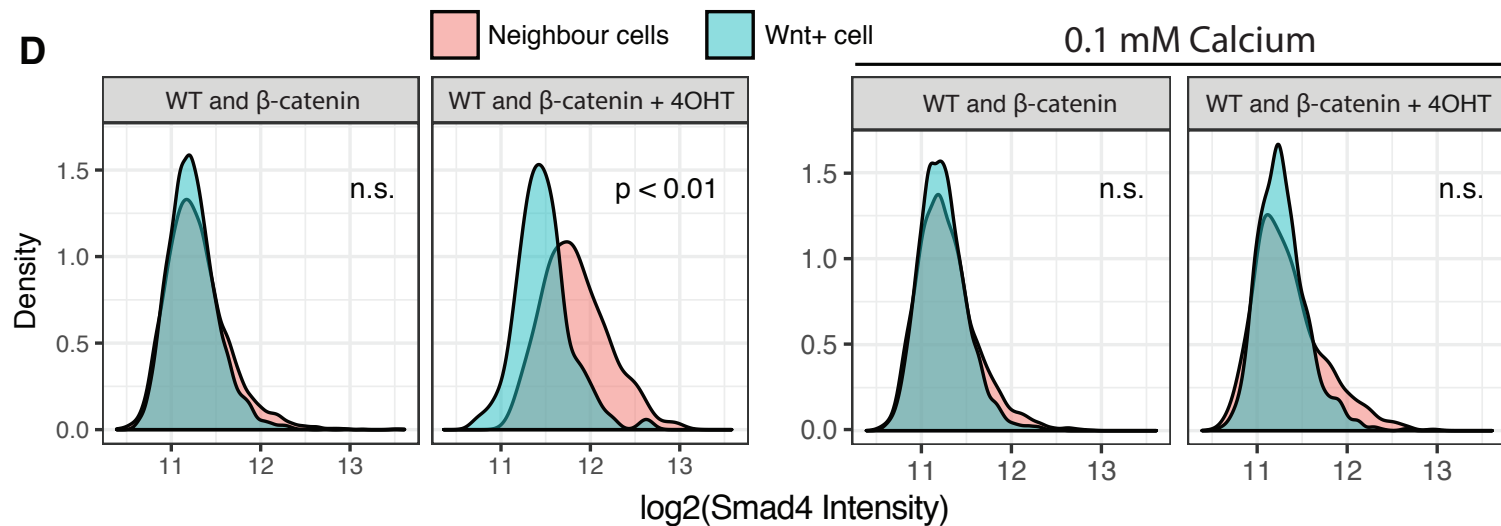 D
Neighbour cells
Wnt+ cell
0.1 mM Calcium
WT and β-catenin
WT and β-catenin + 4OHT
WT and β-catenin
WT and β-catenin + 4OHT
n.s.
p < 0.01
n.s.
n.s.
Density
1.5
1.0
0.5
0.0
1.5
1.0
0.5
0.0
11 12 13
11 12 13
11 12 13
11 12 13
log2(Smad4 Intensity)